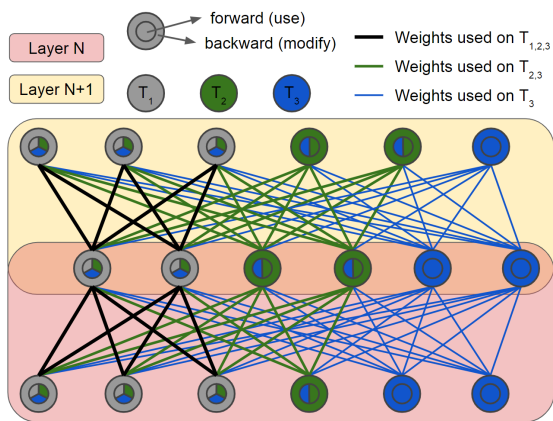 forward (use)
backward (modify)
Layer N
Layer N+1
T1
T2
T3
Weights used on T1,2,3
Weights used on T2,3
Weights used on T3